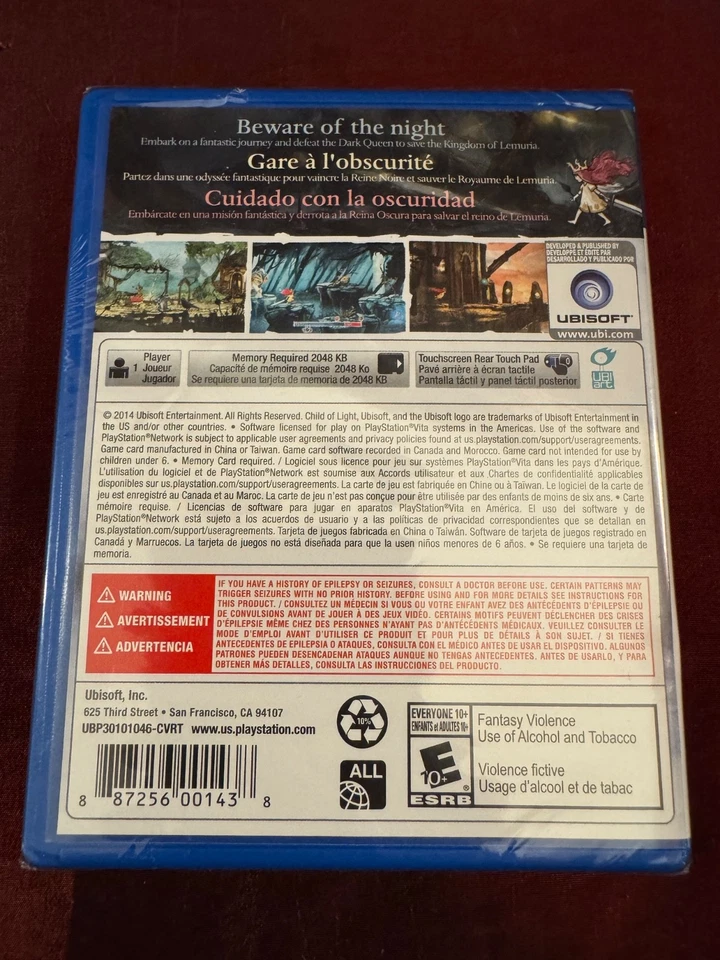 Beware of the night
Embark on a fantastic journey and defeat the Dark Queen to save the Kingdom of Lemuria.
Gare à l'obscurité
Partez dans une odyssée fantastique pour vaincre la Reine Noire et sauver le Royaume de Lemuria.
Cuidado con la oscuridad
Embárcate en una misión fantástica y derrota a la Reina Oscura para salvar el reino de Lemuria.
DEVELOPED & PUBLISHED BY
DÉVELOPPÉ ET ÉDITÉ PAR
DESARROLLADO Y PUBLICADO POR
UBISOFT®
www.ubi.com
Player
1 Joueur
Jugador
Memory Required 2048 KB
Capacité de mémoire requise 2048 Ko
Se requiere una tarjeta de memoria de 2048 KB
Touchscreen Rear Touch Pad
Pavé arrière à écran tactile
Pantalla táctil y panel táctil posterior
UBI
art
© 2014 Ubisoft Entertainment. All Rights Reserved. Child of Light, Ubisoft, and the Ubisoft logo are trademarks of Ubisoft Entertainment in
the US and/or other countries. • Software licensed for play on PlayStation®Vita systems in the Americas. Use of the software and
PlayStation®Network is subject to applicable user agreements and privacy policies found at us.playstation.com/support/useragreements.
Game card manufactured in China or Taiwan. Game card software recorded in Canada and Morocco. Game card not intended for use by
children under 6. • Memory Card required. / Logiciel sous licence pour jeu sur systèmes PlayStation®Vita dans les pays d'Amérique.
L'utilisation du logiciel et de PlayStation®Network est soumise aux Accords utilisateur et aux Chartes de confidentialité applicables
disponibles sur us.playstation.com/support/useragreements. La carte de jeu est fabriquée en Chine ou à Taïwan. Le logiciel de la carte de
jeu est enregistré au Canada et au Maroc. La carte de jeu n'est pas conçue pour être utilisée par des enfants de moins de six ans. • Carte
mémoire requise. / Licencias de software para jugar en aparatos PlayStation®Vita en América. El uso del software y de
PlayStation®Network está sujeto a los acuerdos de usuario y a las políticas de privacidad correspondientes que se detallan en
us.playstation.com/support/useragreements. Tarjeta de juegos fabricada en China o Taiwán. Software de tarjeta de juegos registrado en
Canadá y Marruecos. La tarjeta de juegos no está diseñada para que la usen niños menores de 6 años. • Se requiere una tarjeta de
memoria.
WARNING
AVERTISSEMENT
ADVERTENCIA
IF YOU HAVE A HISTORY OF EPILEPSY OR SEIZURES, CONSULT A DOCTOR BEFORE USE. CERTAIN PATTERNS MAY
TRIGGER SEIZURES WITH NO PRIOR HISTORY. BEFORE USING AND FOR MORE DETAILS SEE INSTRUCTIONS FOR
THIS PRODUCT. / CONSULTEZ UN MÉDECIN SI VOUS OU VOTRE ENFANT AVEZ DES ANTÉCÉDENTS D'ÉPILEPSIE OU
DE CONVULSIONS AVANT DE JOUER À DES JEUX VIDÉO. CERTAINS MOTIFS PEUVENT DÉCLENCHER DES CRISES
D'ÉPILEPSIE MÊME CHEZ DES PERSONNES N'AYANT PAS D'ANTÉCÉDENTS MÉDICAUX. VEUILLEZ CONSULTER LE
MODE D'EMPLOI AVANT D'UTILISER CE PRODUIT ET POUR PLUS DE DÉTAILS À SON SUJET. / SI TIENES
ANTECEDENTES DE EPILEPSIA O ATAQUES, CONSULTA CON EL MÉDICO ANTES DE USAR EL DISPOSITIVO. ALGUNOS
PATRONES PUEDEN DESENCADENAR ATAQUES AUNQUE NO TENGAS ANTECEDENTES. ANTES DE USARLO, Y PARA
OBTENER MÁS DETALLES, CONSULTA LAS INSTRUCCIONES DEL PRODUCTO.
Ubisoft, Inc.
625 Third Street • San Francisco, CA 94107
UBP30101046-CVRT www.us.playstation.com
8 87256 00143 8
10%
ALL
EVERYONE 10+
ENFANTS et ADULTES 10+
E
10+
ESRB
Fantasy Violence
Use of Alcohol and Tobacco
Violence fictive
Usage d'alcool et de tabac